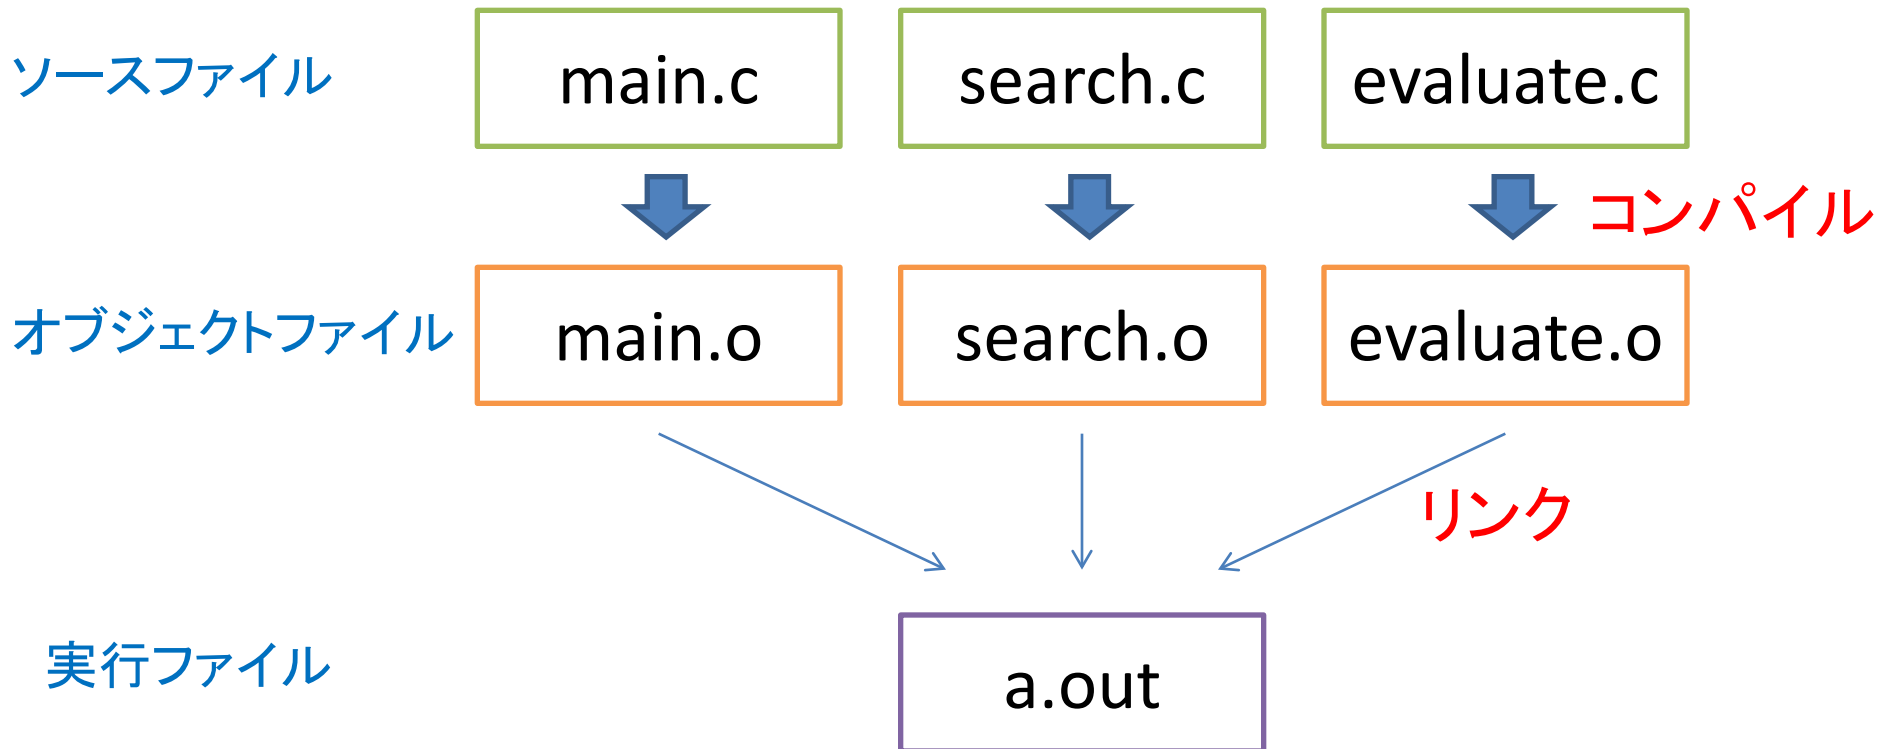 ソースファイル
main.c
search.c
evaluate.c
コンパイル
オブジェクトファイル
main.o
search.o
evaluate.o
リンク
実行ファイル
a.out